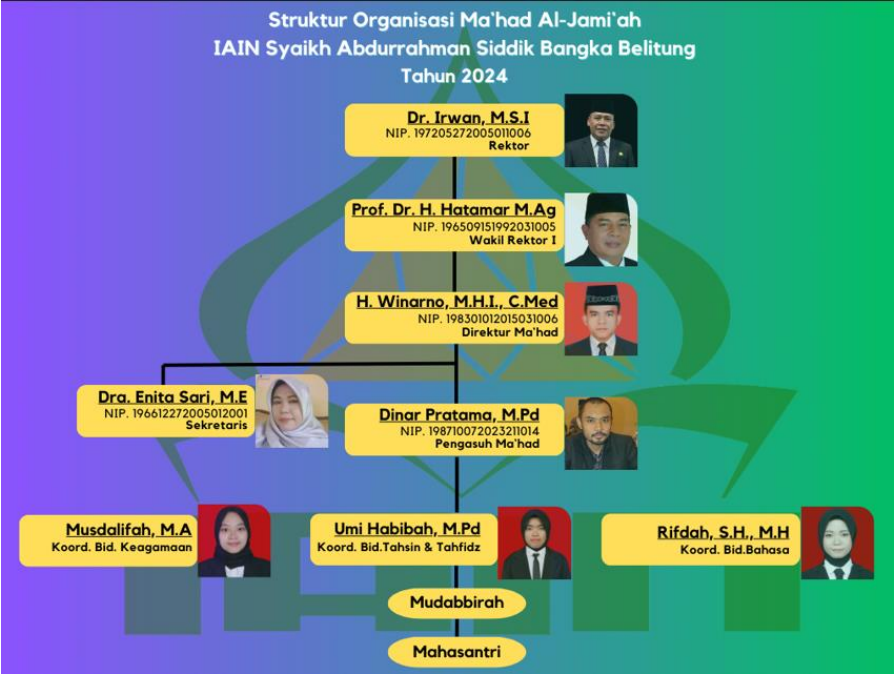 Struktur Organisasi Ma'had Al-Jami'ah
IAIN Syaikh Abdurrahman Siddik Bangka Belitung
Tahun 2024
Dr. Irwan, M.S.I
NIP. 197205272005011006
Rektor
Prof. Dr. H. Hatamar M.Ag
NIP. 196509151992031005
Wakil Rektor I
H. Winarno, M.H.I., C.Med
NIP. 198301012015031006
Direktur Ma'had
Dra. Enita Sari, M.E
NIP. 196612272005012001
Sekretaris
Dinar Pratama, M.Pd
NIP. 198710072023211014
Pengasuh Ma'had
Musdalifah, M.A
Koord. Bid. Keagamaan
Umi Habibah, M.Pd
Koord. Bid.Tahsin & Tahfidz
Rifdah, S.H., M.H
Koord. Bid.Bahasa
Mudabbirah
Mahasantri
IAIN